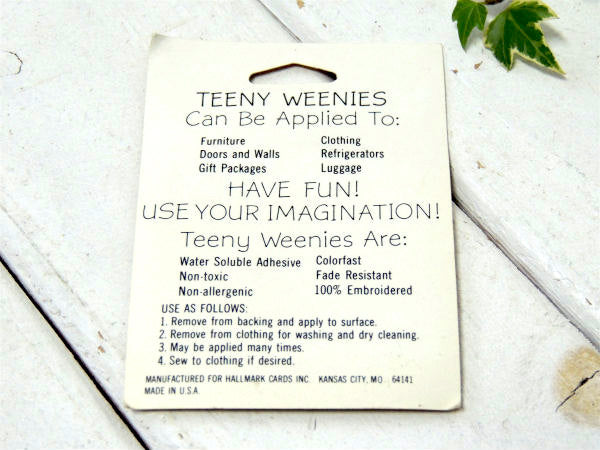 TEENY WEENIES
Can Be Applied To:
Furniture Clothing
Doors and Walls Refrigerators
Gift Packages Luggage
HAVE FUN!
USE YOUR IMAGINATION!
Teeny Weenies Are:
Water Soluble Adhesive Colorfast
Non-toxic Fade Resistant
Non-allergenic 100% Embroidered
USE AS FOLLOWS:
1. Remove from backing and apply to surface.
2. Remove from clothing for washing and dry cleaning.
3. May be applied many times.
4. Sew to clothing if desired.
MANUFACTURED FOR HALLMARK CARDS INC. KANSAS CITY, MO. 64141
MADE IN U.S.A.